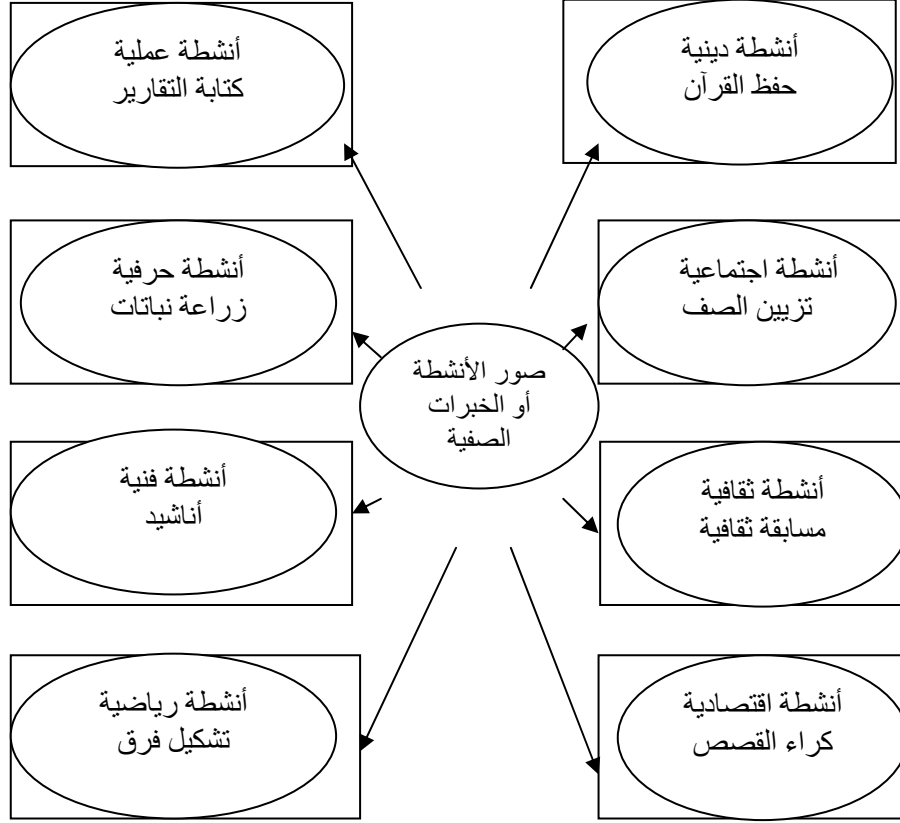 أنشطة دينية
حفظ القرآن
أنشطة عملية
كتابة التقارير
أنشطة اجتماعية
تزيين الصف
أنشطة حرفية
زراعة نباتات
صور الأنشطة
أو الخبرات
الصفية
أنشطة ثقافية
مسابقة ثقافية
أنشطة فنية
أناشيد
أنشطة اقتصادية
كراء القصص
أنشطة رياضية
تشكيل فرق